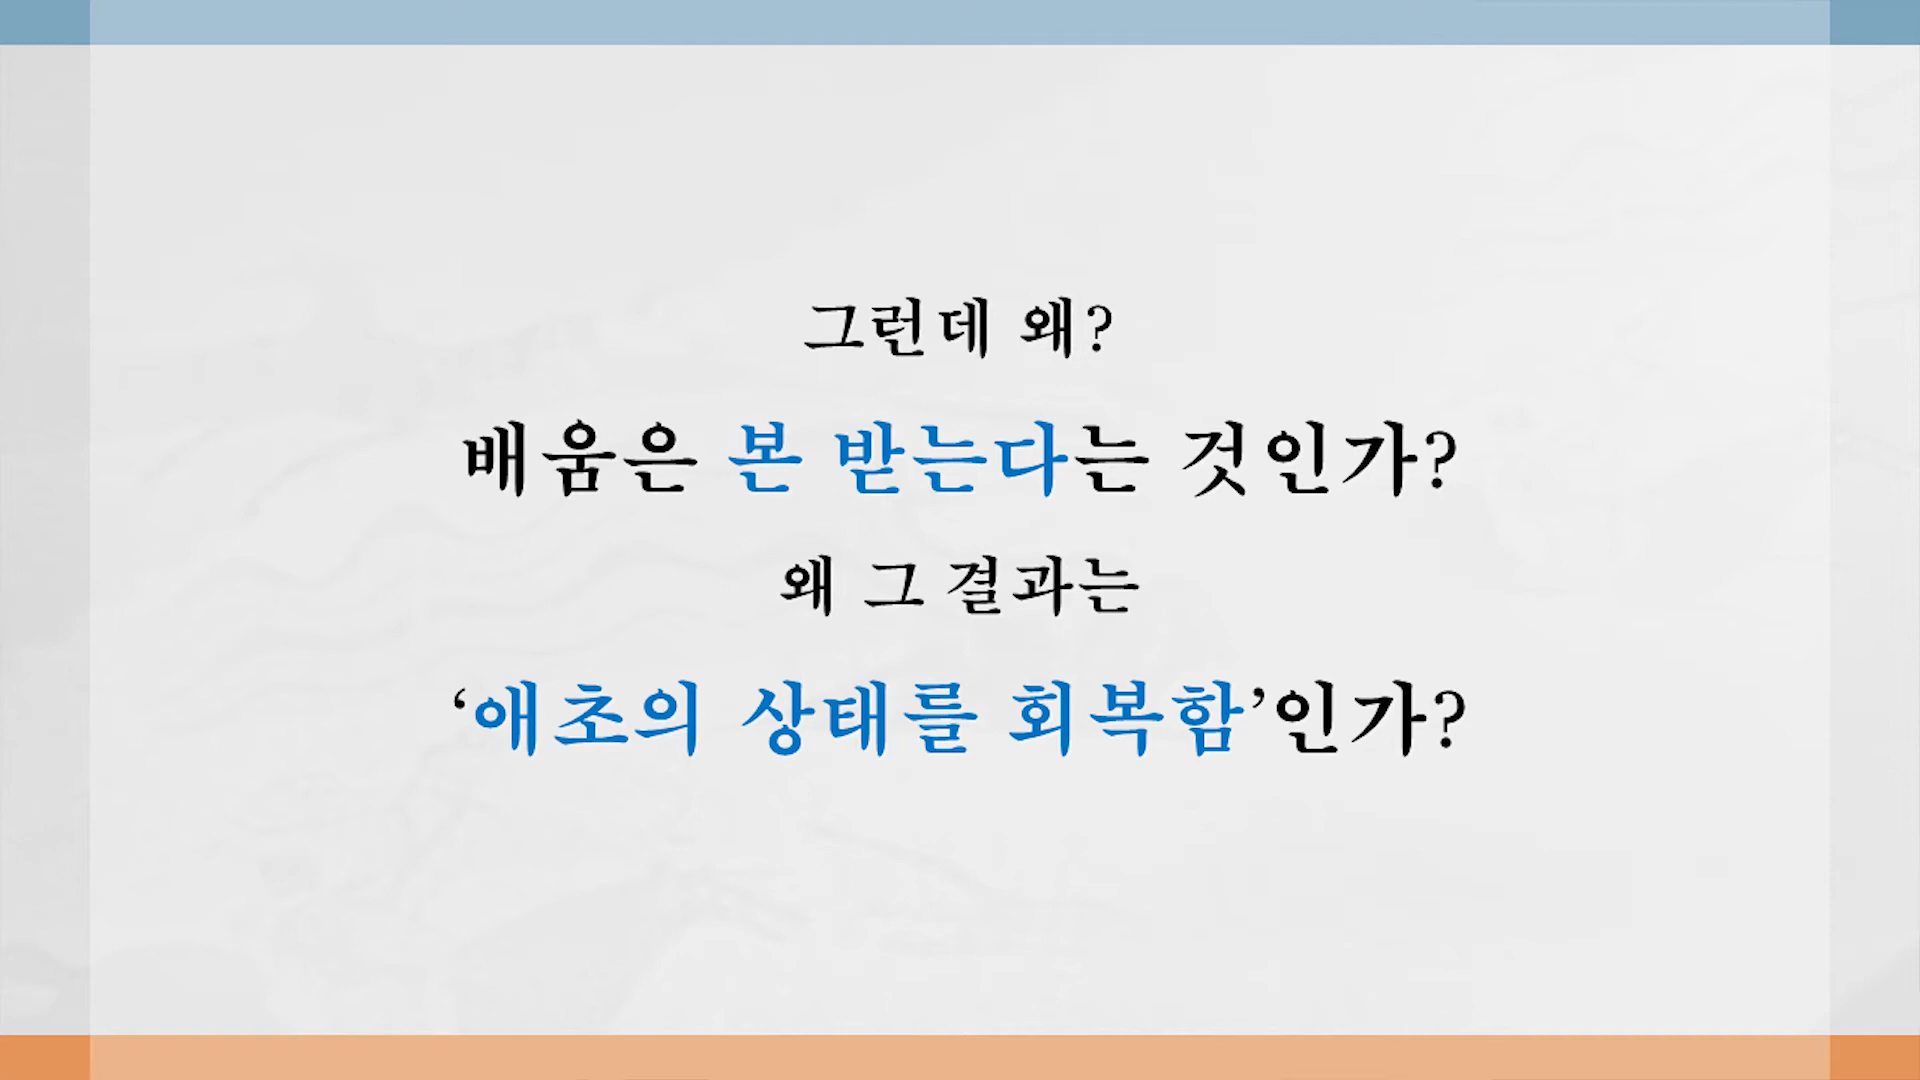 그런데 왜?
배움은 본 받는다는 것인가?
왜 그 결과는
‘애초의 상태를 회복함’인가?